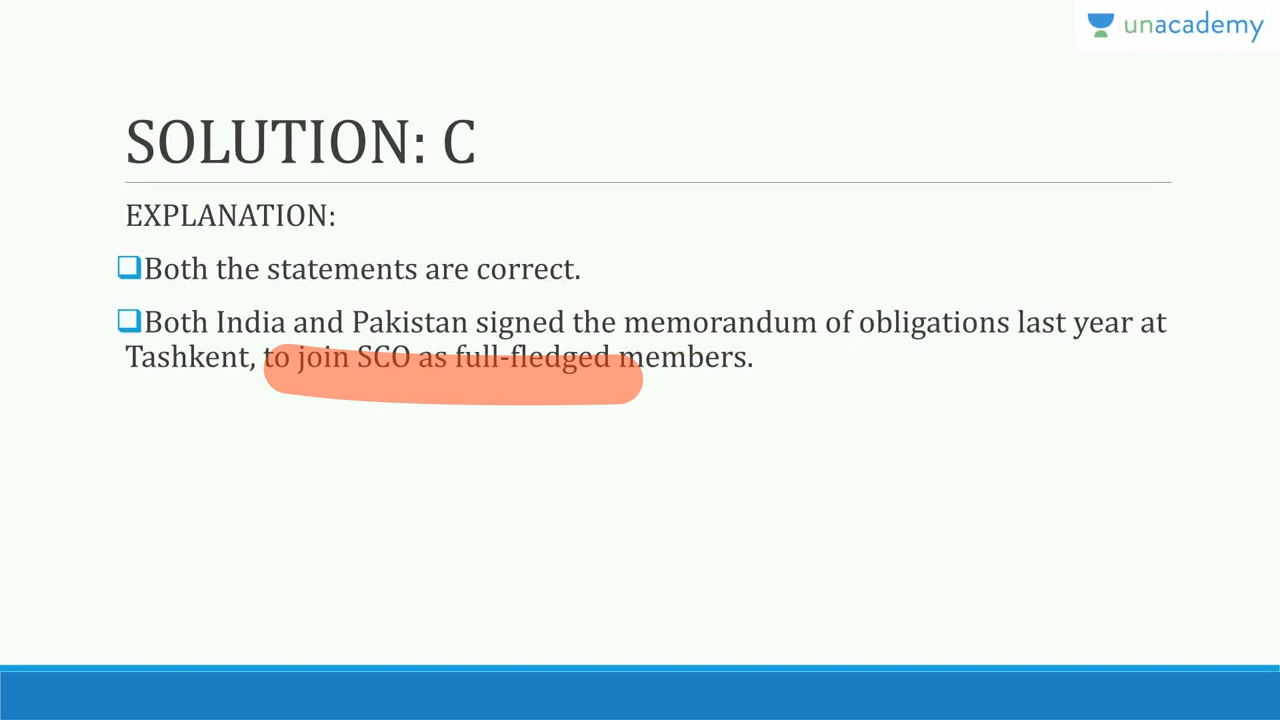 unacademy
SOLUTION: C
EXPLANATION:
Both the statements are correct.
Both India and Pakistan signed the memorandum of obligations last year at
Tashkent, to join SCO as full-fledged members.